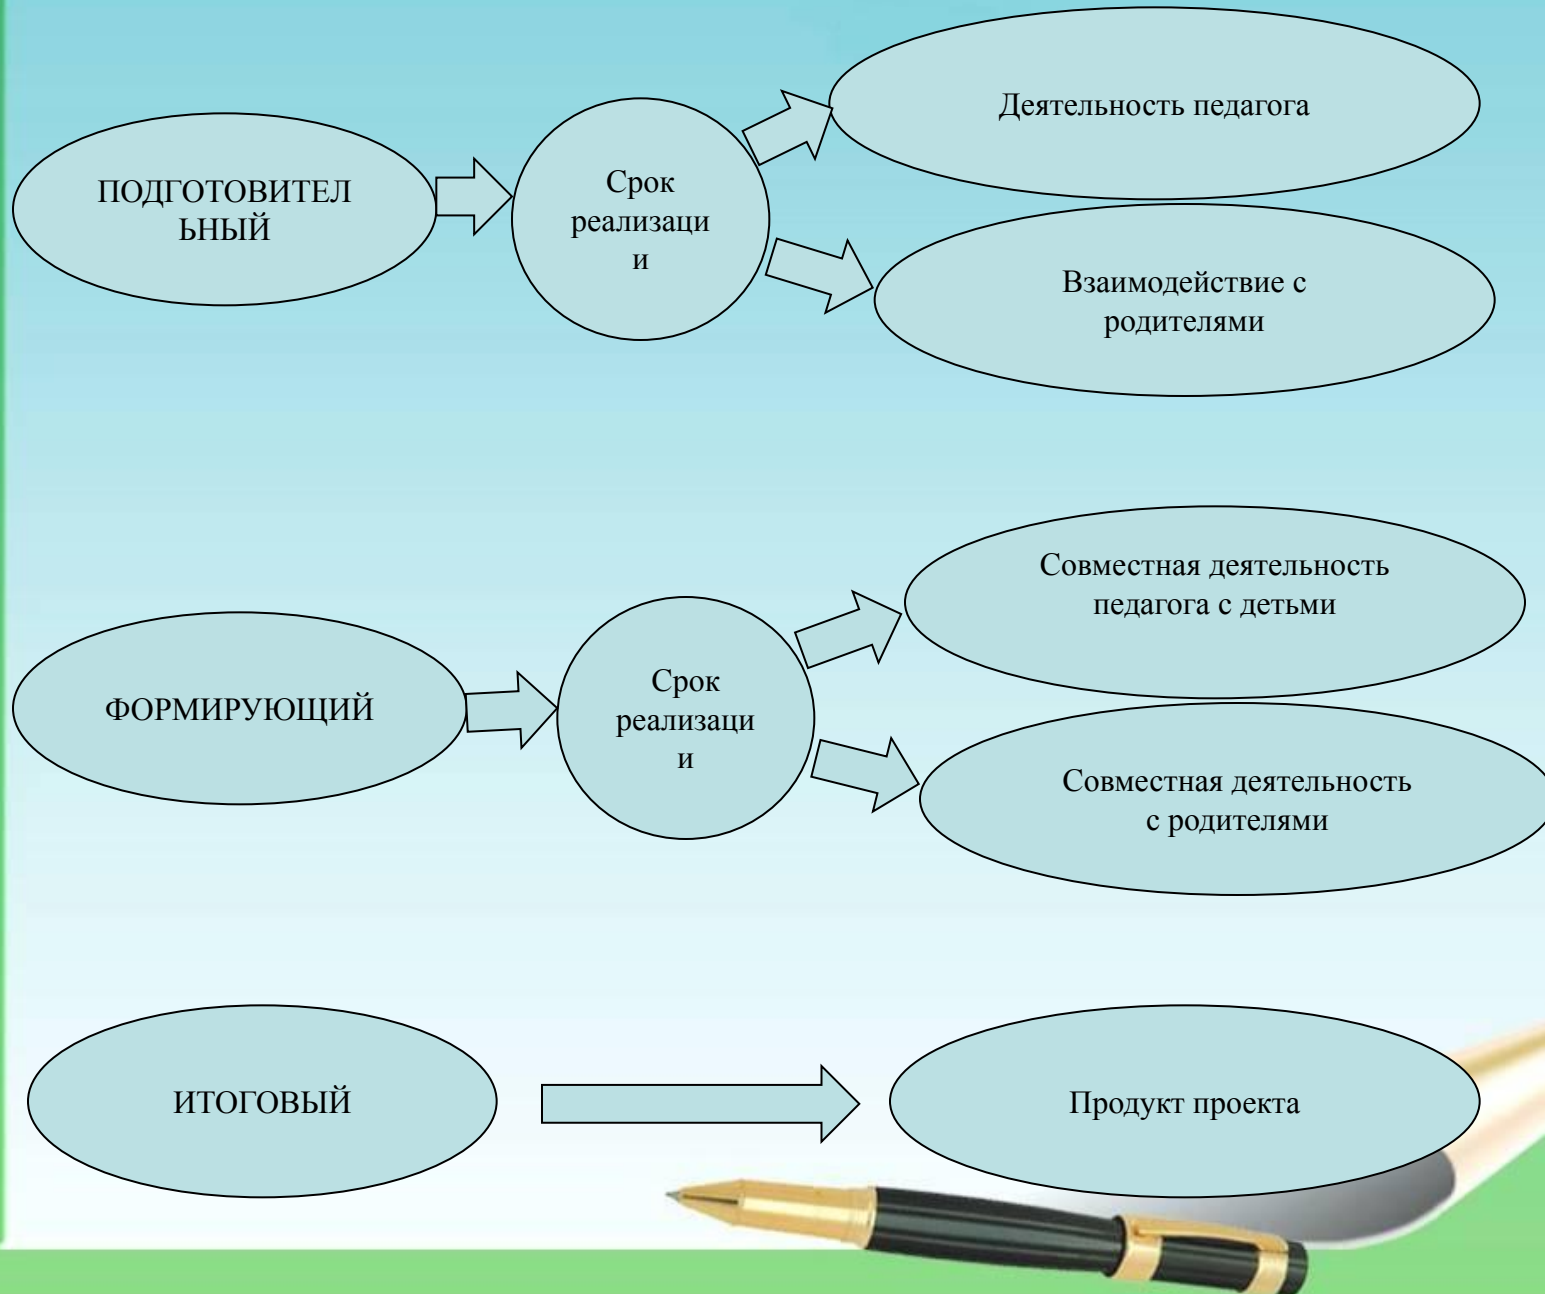 Деятельность педагога
ПОДГОТОВИТЕЛ
ЬНЫЙ
Срок
реализаци
и
Взаимодействие с
родителями
Совместная деятельность
педагога с детьми
ФОРМИРУЮЩИЙ
Срок
реализаци
и
Совместная деятельность
с родителями
ИТОГОВЫЙ
Продукт проекта